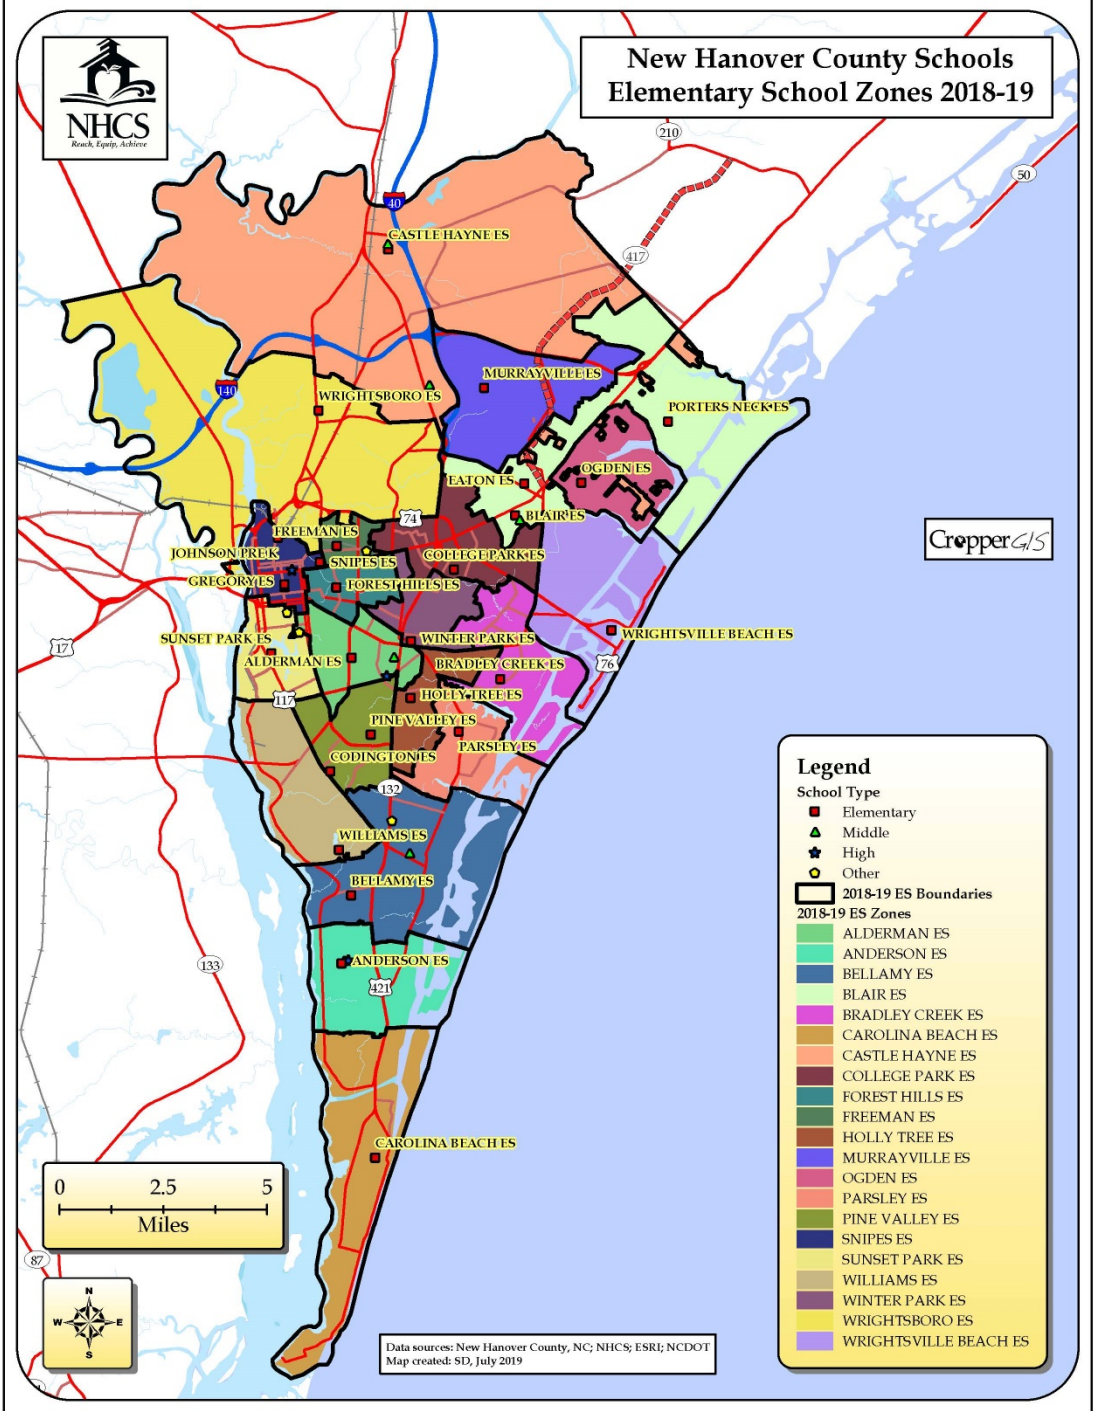 New Hanover County Schools
Elementary School Zones 2018-19
NHCS
Reach, Equip, Achieve
210
50
40
CASTLE HAYNE ES
417
MURRAYVILLE ES
140
WRIGHTSBORO ES
PORTERS NECK ES
OGDEN ES
EATON ES
BLAIR ES
74
FREEMAN ES
CropperGIS
JOHNSON PRE K
SNIPES ES
COLLEGE PARK ES
GREGORY ES
FOREST HILLS ES
SUNSET PARK ES
WINTER PARK ES
WRIGHTSVILLE BEACH ES
17
ALDERMAN ES
BRADLEY CREEK ES
76
117
HOLLY TREE ES
PINE VALLEY ES
PARSLEY ES
CODINGTON ES
132
WILLIAMS ES
BELLAMY ES
133
ANDERSON ES
421
CAROLINA BEACH ES
Legend
School Type
Elementary
Middle
High
Other
2018-19 ES Boundaries
2018-19 ES Zones
ALDERMAN ES
ANDERSON ES
BELLAMY ES
BLAIR ES
BRADLEY CREEK ES
CAROLINA BEACH ES
CASTLE HAYNE ES
COLLEGE PARK ES
FOREST HILLS ES
FREEMAN ES
HOLLY TREE ES
MURRAYVILLE ES
OGDEN ES
PARSLEY ES
PINE VALLEY ES
SNIPES ES
SUNSET PARK ES
WILLIAMS ES
WINTER PARK ES
WRIGHTSBORO ES
WRIGHTSVILLE BEACH ES
0 2.5 5
Miles
87
N
W E
S
Data sources: New Hanover County, NC; NHCS; ESRI; NCDOT
Map created: SD, July 2019